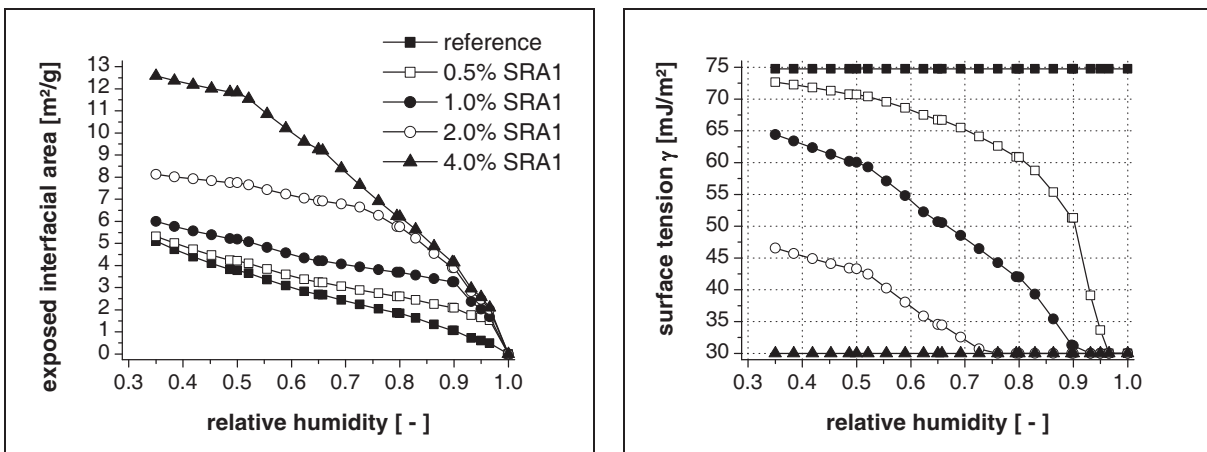 reference
0.5% SRA1
1.0% SRA1
2.0% SRA1
4.0% SRA1
13
12
11
10
9
8
7
6
5
4
3
2
1
0
0.3 0.4 0.5 0.6 0.7 0.8 0.9 1.0
exposed interfacial area [m²/g]
relative humidity [ - ]
75
70
65
60
55
50
45
40
35
30
0.3 0.4 0.5 0.6 0.7 0.8 0.9 1.0
surface tension γ [mJ/m²]
relative humidity [ - ]